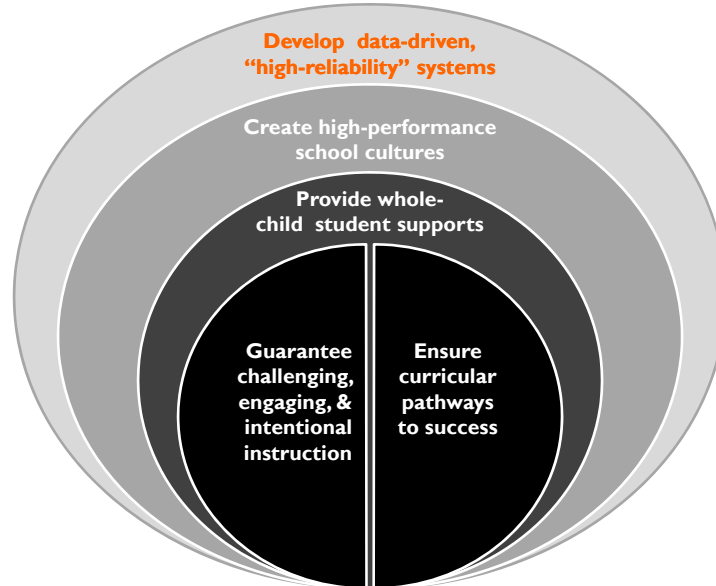 Develop data-driven,
“high-reliability” systems
Create high-performance
school cultures
Provide whole-
child student supports
Guarantee
challenging,
engaging, &
intentional
instruction
Ensure
curricular
pathways
to success